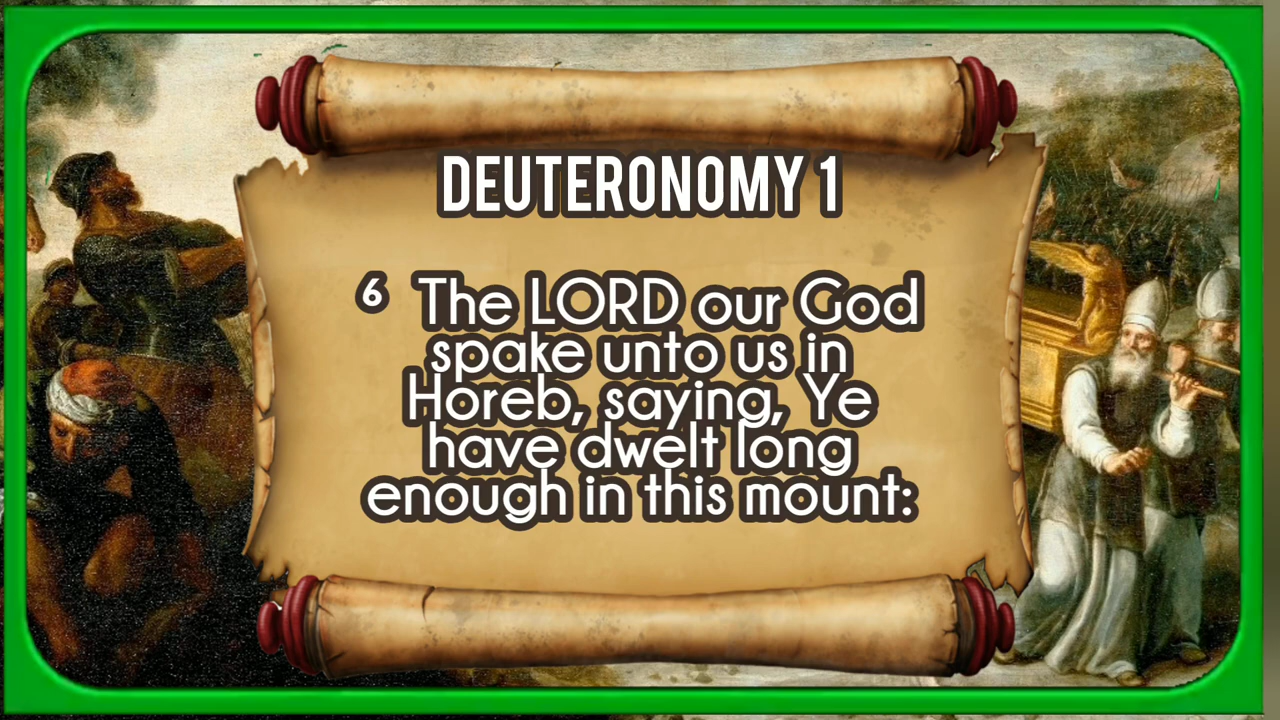 DEUTERONOMY 1
6 The LORD our God
spake unto us in
Horeb, saying, Ye
have dwelt long
enough in this mount: